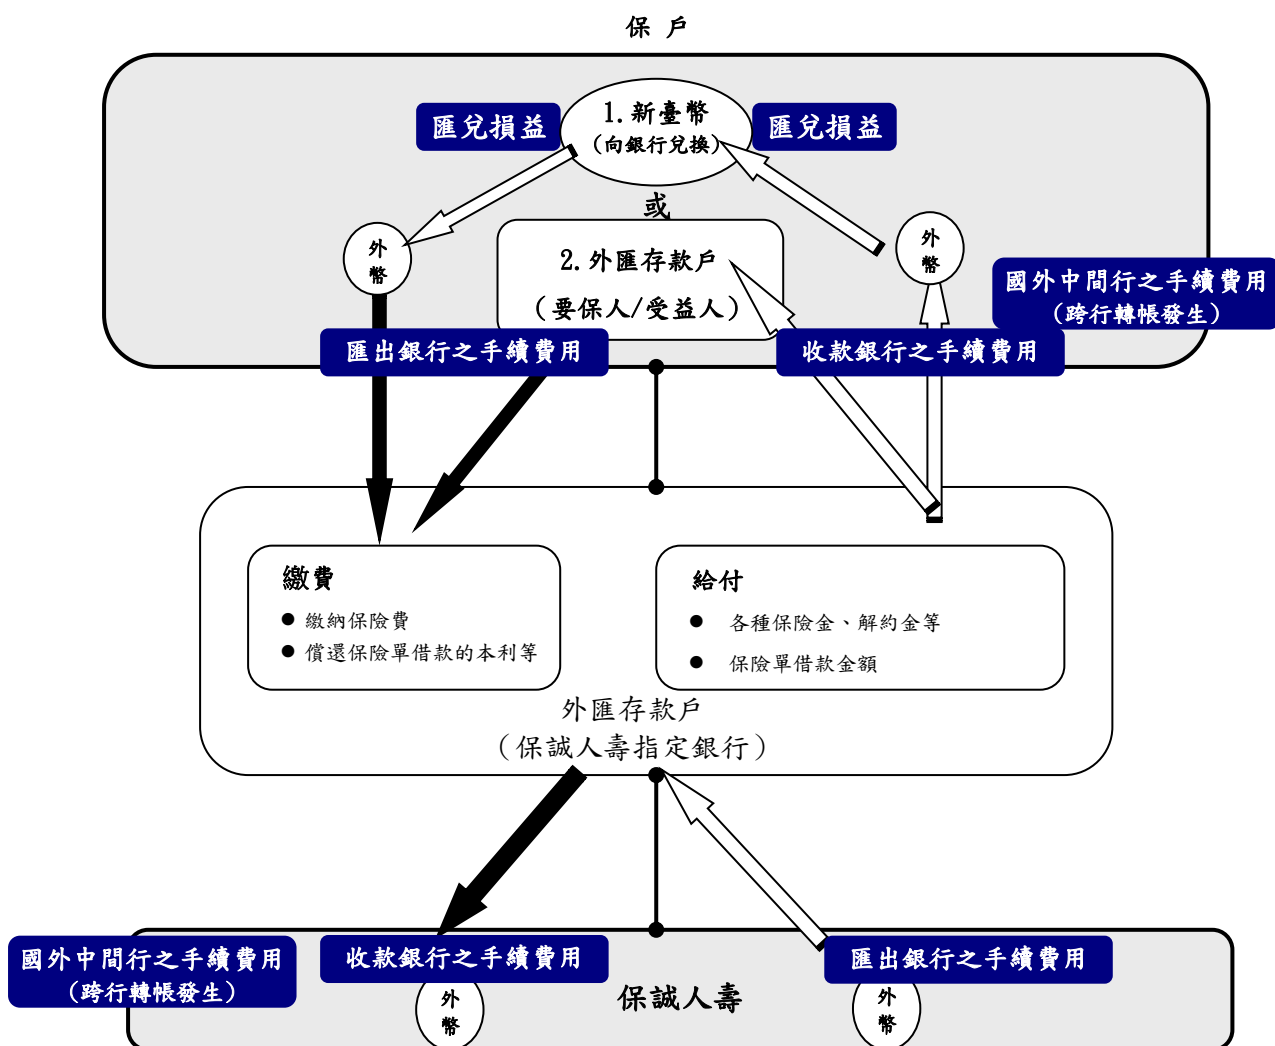 保戶
匯兌損益
1.新臺幣
(向銀行兌換)
匯兌損益
或
外
幣
2.外匯存款戶
(要保人/受益人)
外
幣
國外中間行之手續費用
(跨行轉帳發生)
匯出銀行之手續費用
收款銀行之手續費用
繳費
● 繳納保險費
● 償還保險單借款的本利等
給付
● 各種保險金、解約金等
● 保險單借款金額
外匯存款戶
(保誠人壽指定銀行)
國外中間行之手續費用
(跨行轉帳發生)
收款銀行之手續費用
外
幣
保誠人壽
匯出銀行之手續費用
外
幣